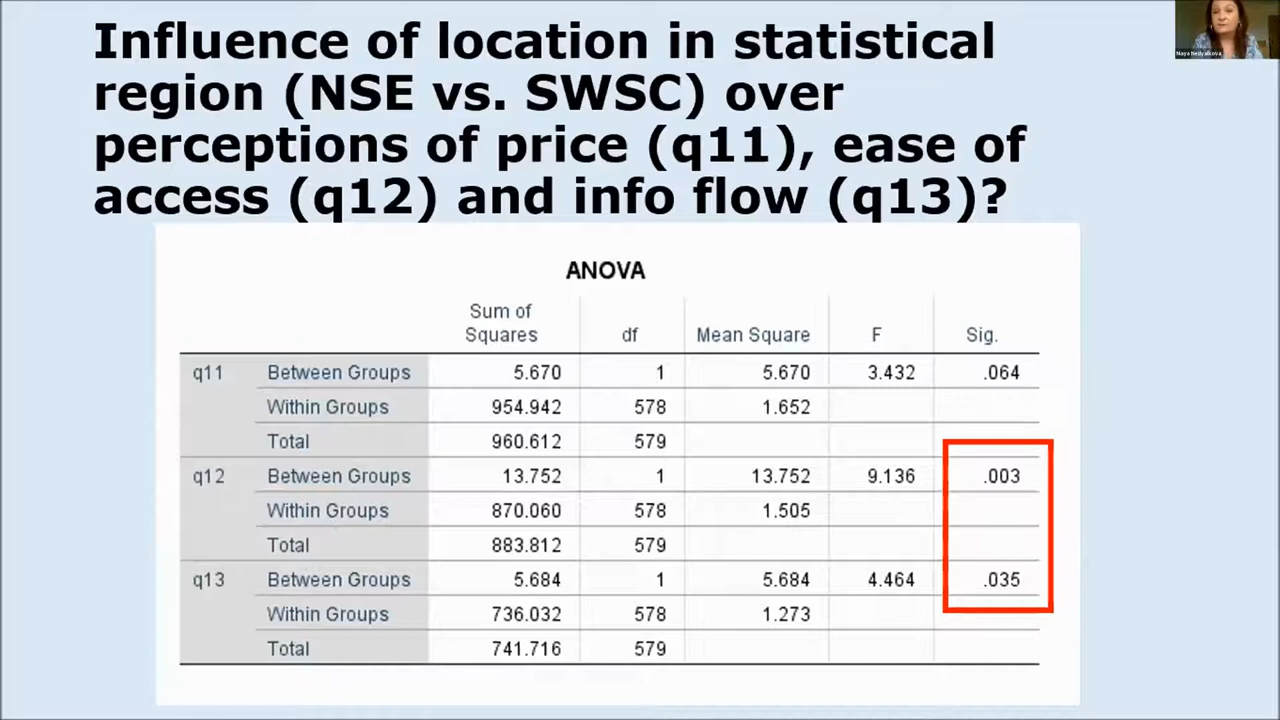 Influence of location in statistical
region (NSE vs. SWSC) over
perceptions of price (q11), ease of
access (q12) and info flow (q13)?
Maya Nedyalkova
ANOVA
Sum of Squares df Mean Square F Sig.
q11 Between Groups 5.670 1 5.670 3.432 .064
Within Groups 954.942 578 1.652
Total 960.612 579
q12 Between Groups 13.752 1 13.752 9.136 .003
Within Groups 870.060 578 1.505
Total 883.812 579
q13 Between Groups 5.684 1 5.684 4.464 .035
Within Groups 736.032 578 1.273
Total 741.716 579